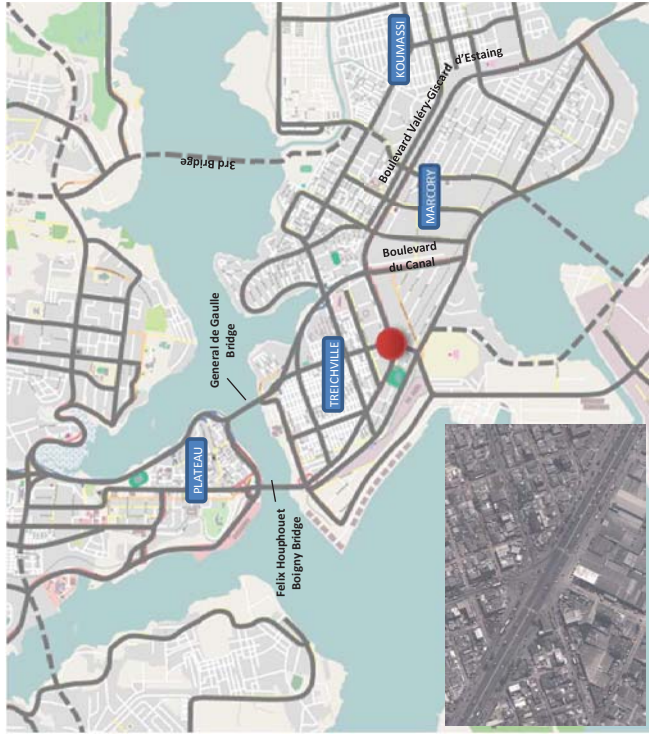 3rd Bridge
KOUMASSI
Boulevard Valéry-Giscard d'Estaing
MARCORY
Boulevard
du Canal
General de Gaulle
Bridge
TREICHVILLE
PLATEAU
Felix Houphouet
Boigny Bridge